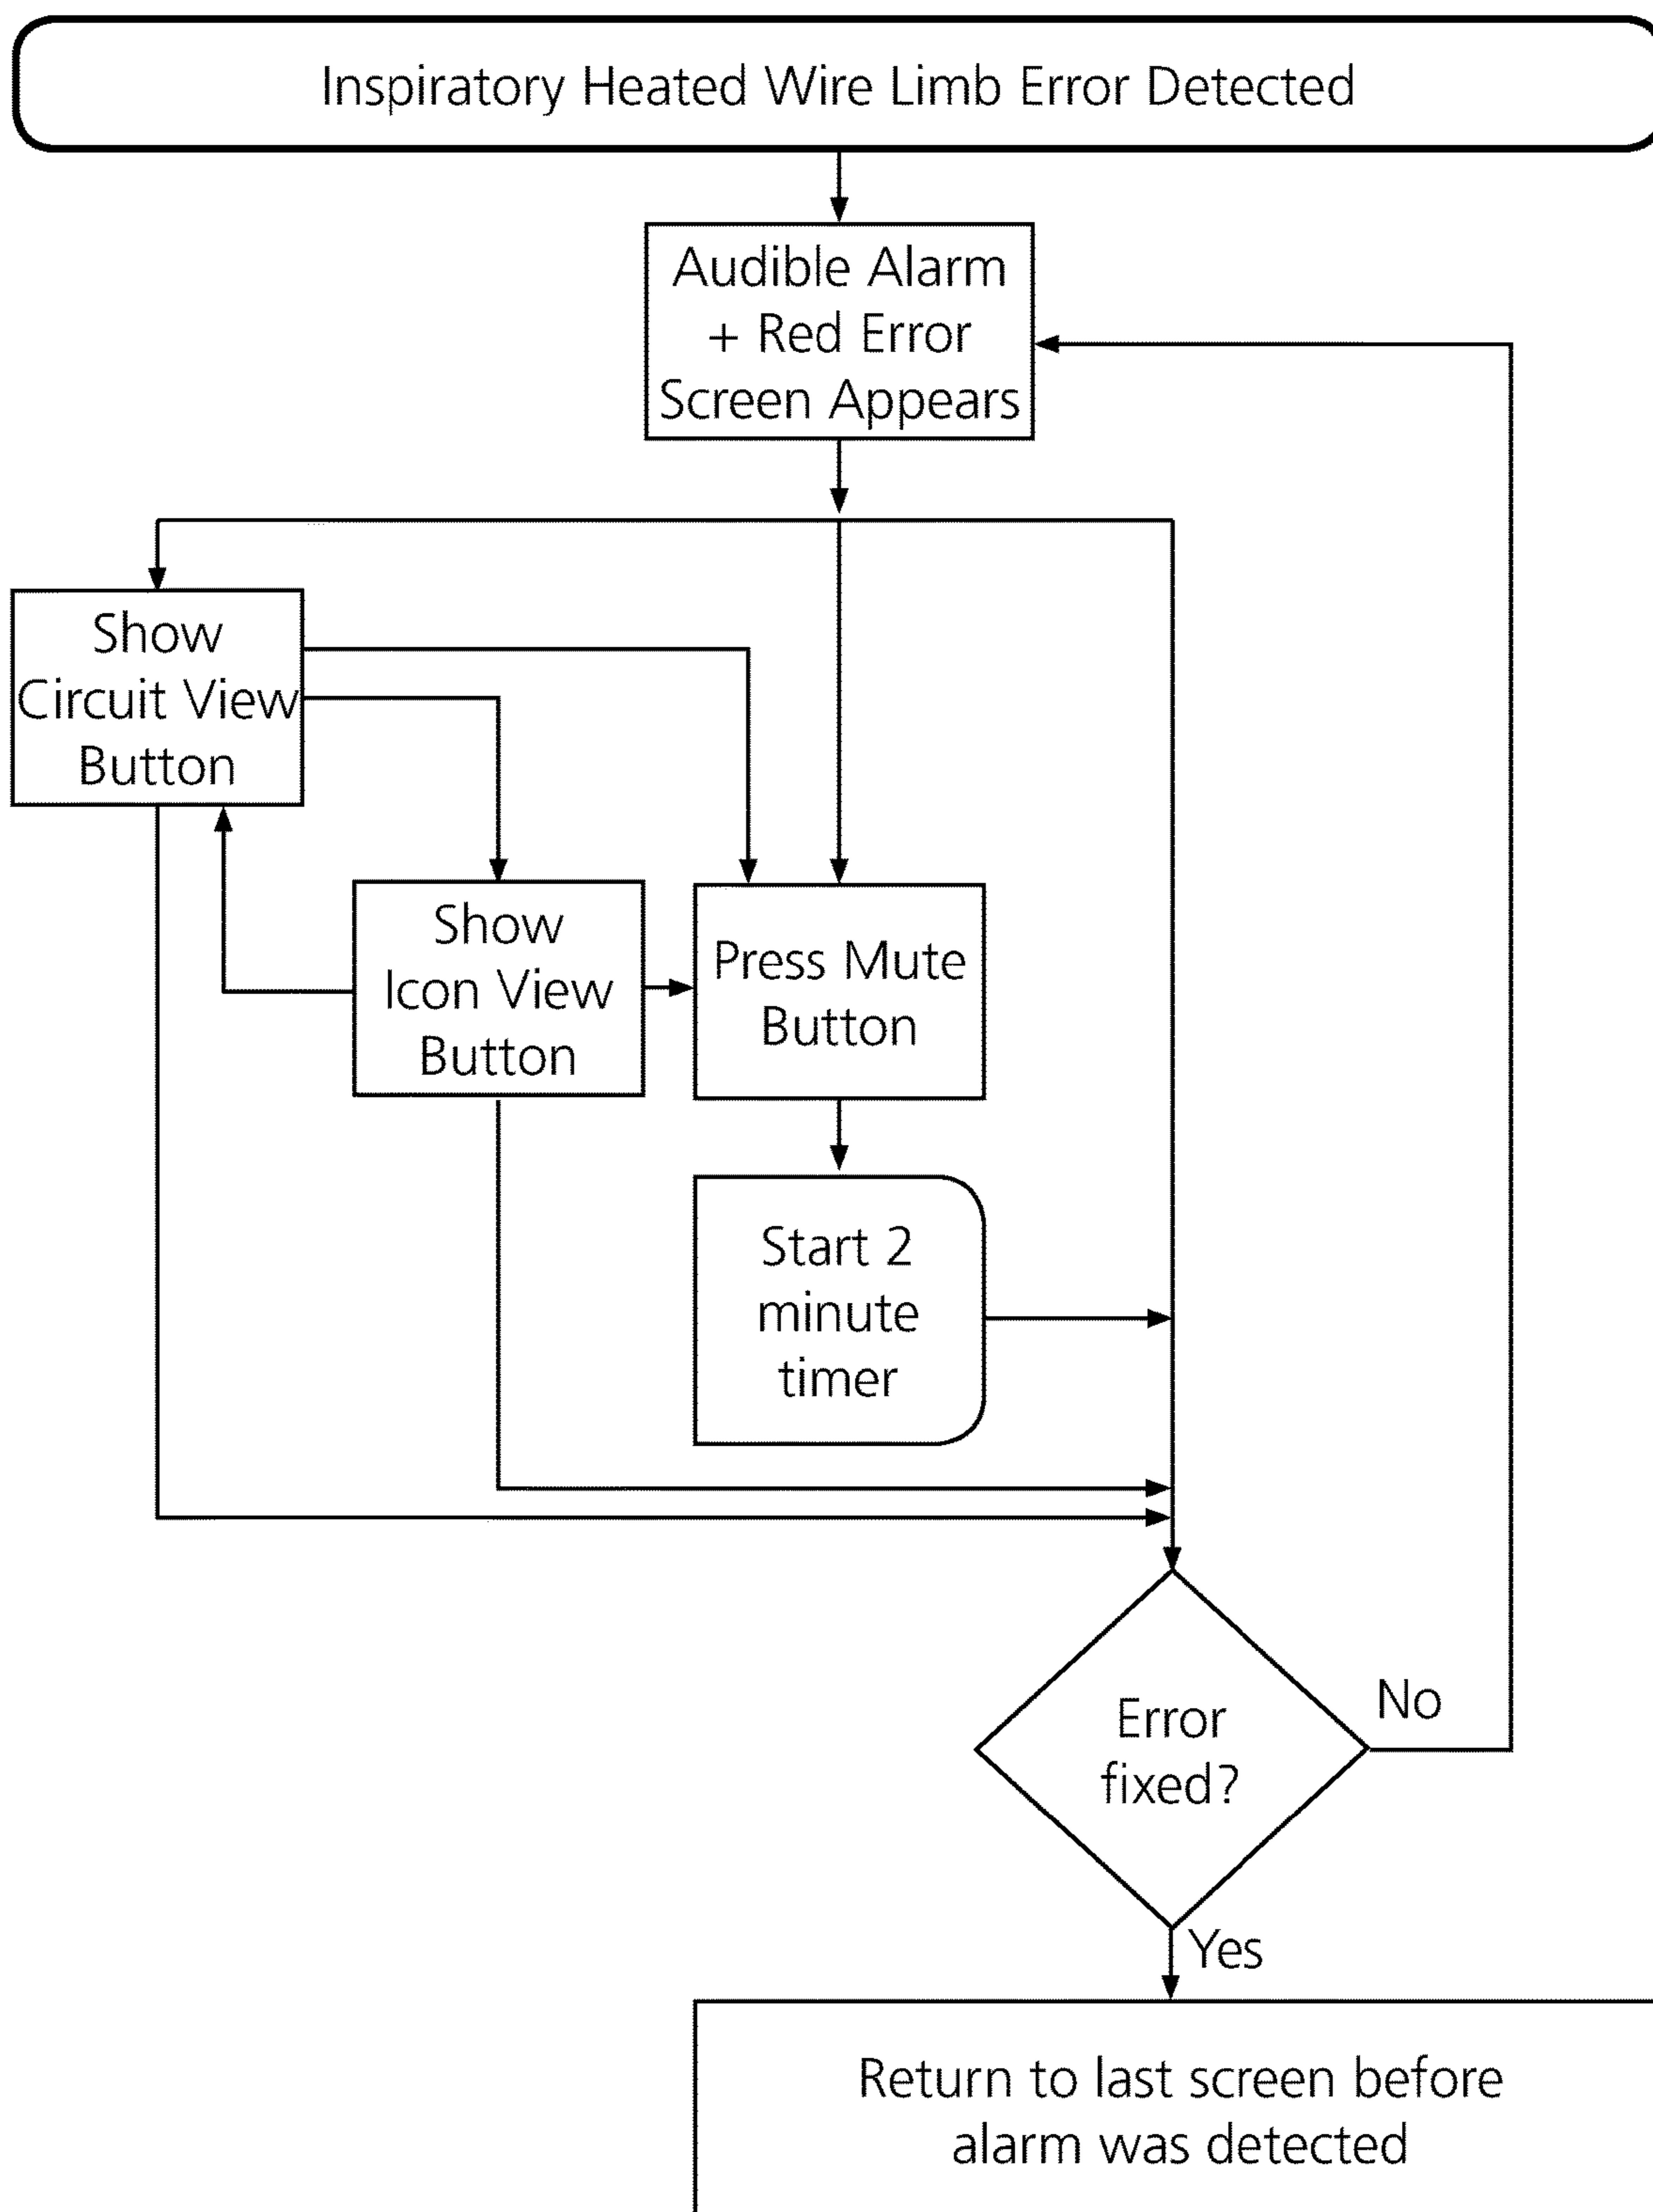 Inspiratory Heated Wire Limb Error Detected
Audible Alarm
+ Red Error
Screen Appears
Show
Circuit View
Button
Show
Icon View
Button
Press Mute
Button
Start 2
minute
timer
Error
fixed?
No
Yes
Return to last screen before
alarm was detected